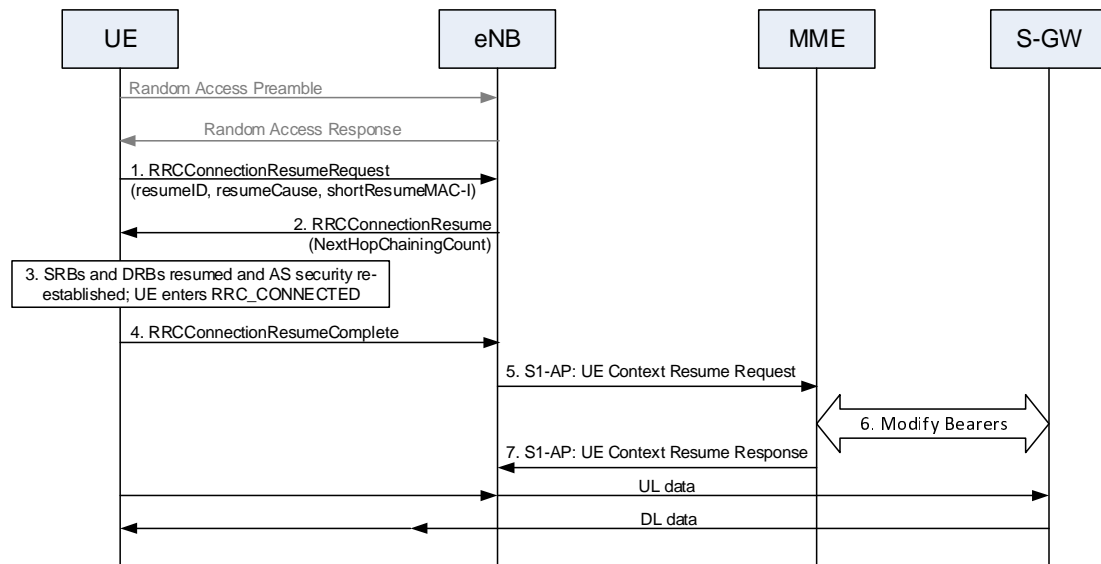 UE
eNB
MME
S-GW
Random Access Preamble
Random Access Response
1. RRCConnectionResumeRequest
(resumeID, resumeCause, shortResumeMAC-I)
2. RRCConnectionResume
(NextHopChainingCount)
3. SRBs and DRBs resumed and AS security re-
established; UE enters RRC_CONNECTED
4. RRCConnectionResumeComplete
5. S1-AP: UE Context Resume Request
6. Modify Bearers
7. S1-AP: UE Context Resume Response
UL data
DL data